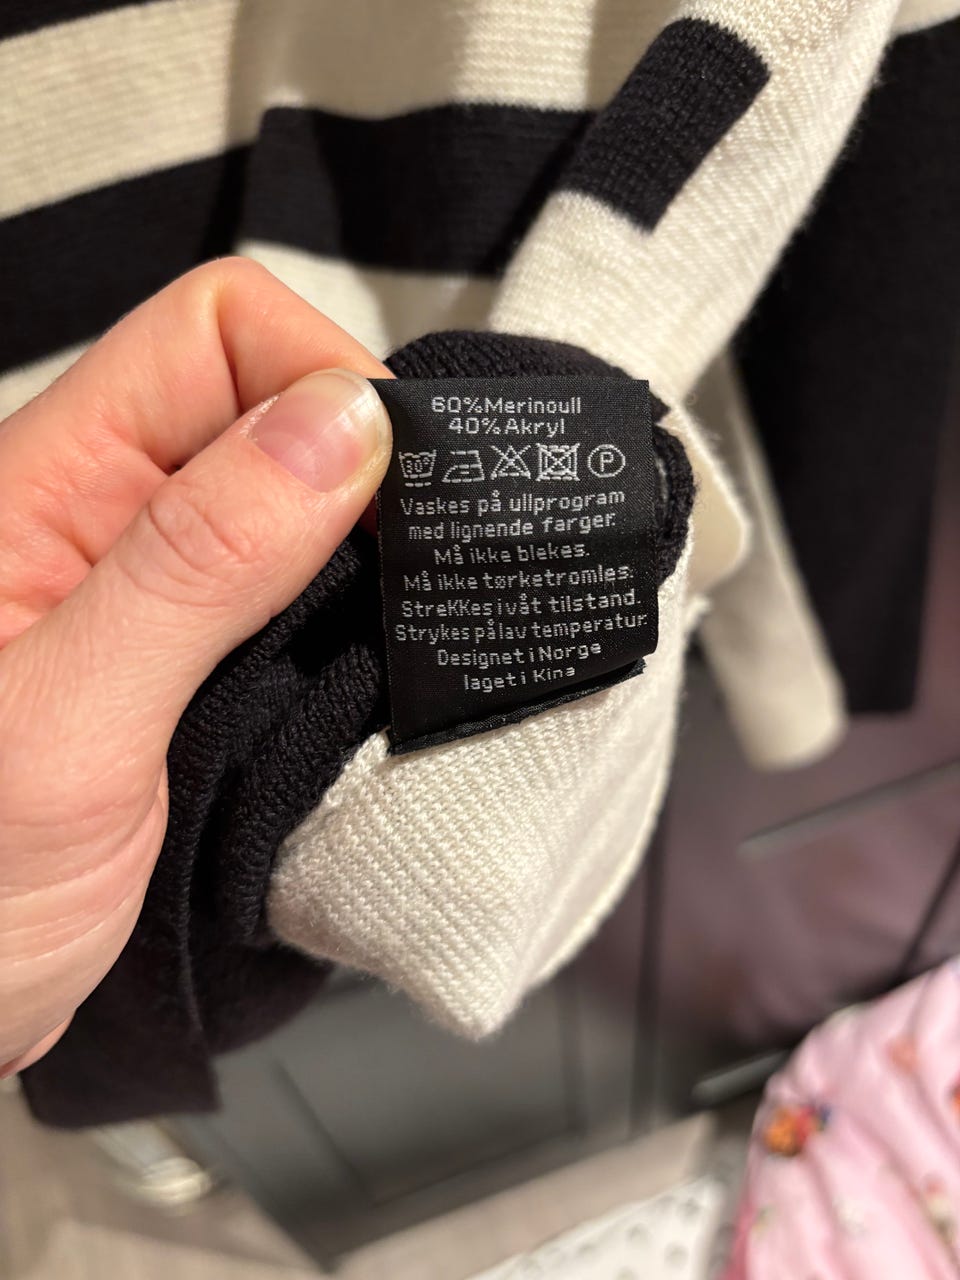 60%Merinoull
40%Akryl
30° P
Vaskes på ullprogram
med lignende farger.
Må ikke blekes.
Må ikke tørketromles.
Strekkes i våt tilstand.
Strykes på lav temperatur.
Designet i Norge
laget i Kina